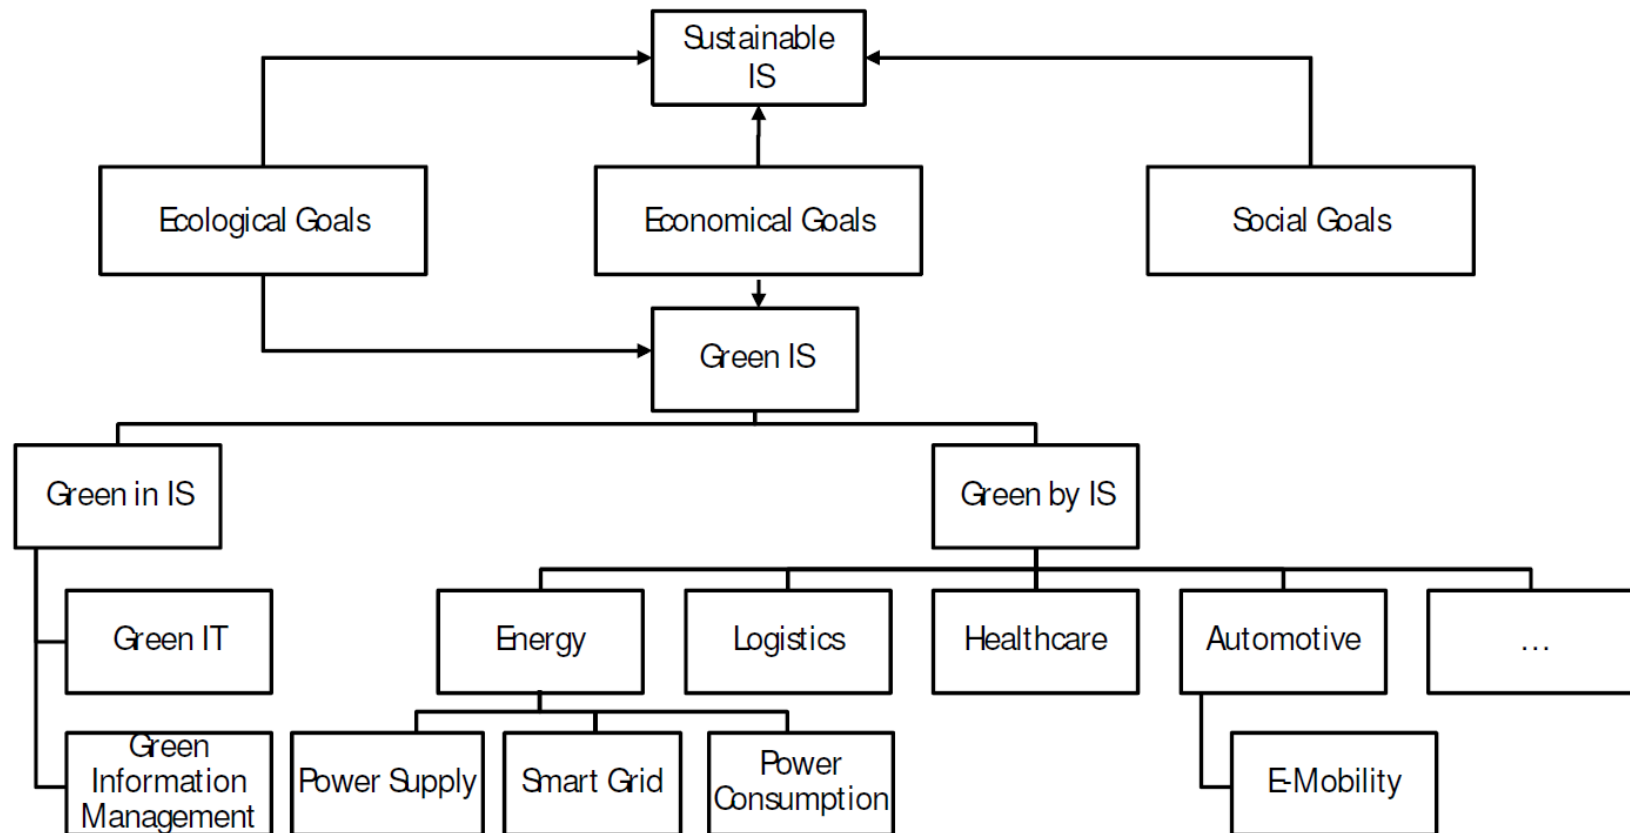 Sustainable
IS
Ecological Goals
Economical Goals
Social Goals
Green IS
Green in IS
Green by IS
Green IT
Energy
Logistics
Healthcare
Automotive
...
Green
Information
Management
Power Supply
Smart Grid
Power
Consumption
E-Mobility